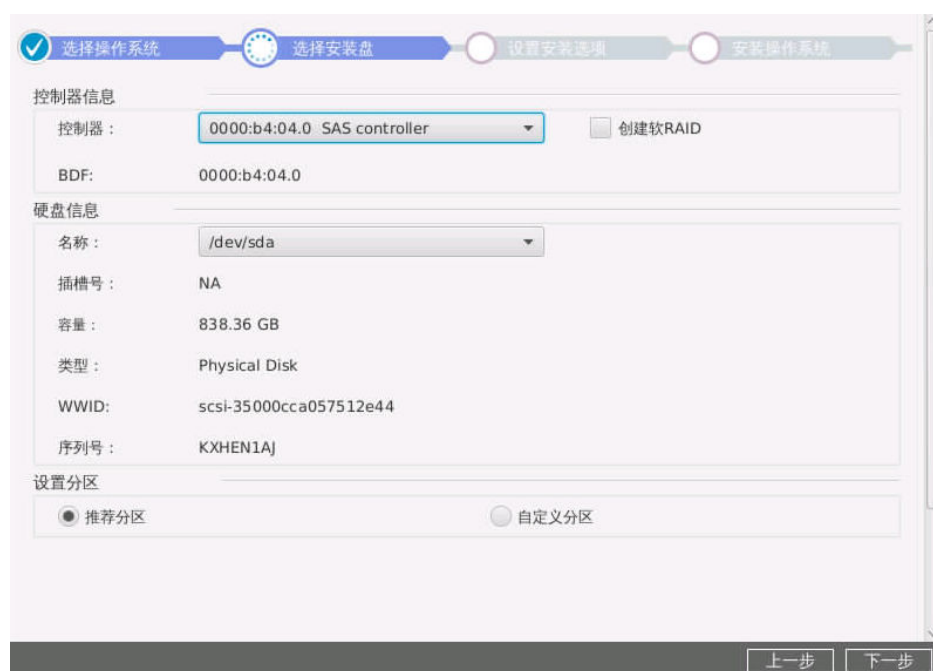 选择操作系统 选择安装盘 设置安装选项 安装操作系统
控制器信息
控制器： 0000:b4:04.0 SAS controller 创建软RAID
BDF: 0000:b4:04.0
硬盘信息
名称： /dev/sda
插槽号： NA
容量： 838.36 GB
类型： Physical Disk
WWID: scsi-35000cca057512e44
序列号： KXHEN1AJ
设置分区
推荐分区 自定义分区
上一步 下一步